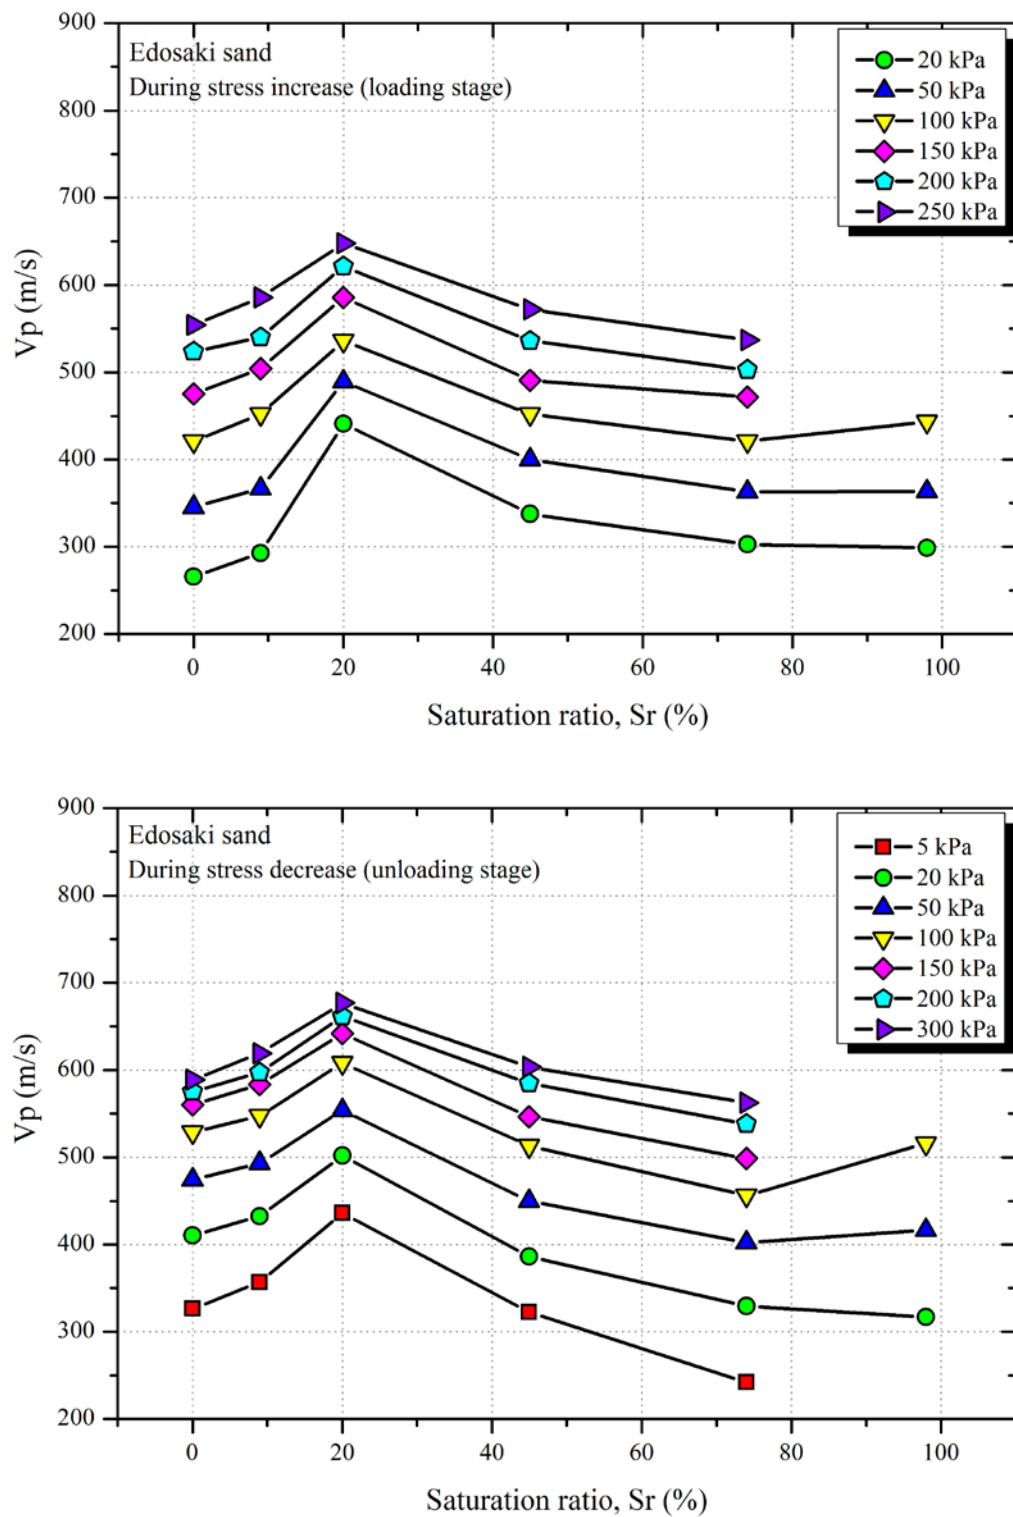 900
800
700
600
500
400
300
200
Vp (m/s)
Edosaki sand
During stress increase (loading stage)
20 kPa
50 kPa
100 kPa
150 kPa
200 kPa
250 kPa
0 20 40 60 80 100
Saturation ratio, Sr (%)
900
800
700
600
500
400
300
200
Vp (m/s)
Edosaki sand
During stress decrease (unloading stage)
5 kPa
20 kPa
50 kPa
100 kPa
150 kPa
200 kPa
300 kPa
0 20 40 60 80 100
Saturation ratio, Sr (%)